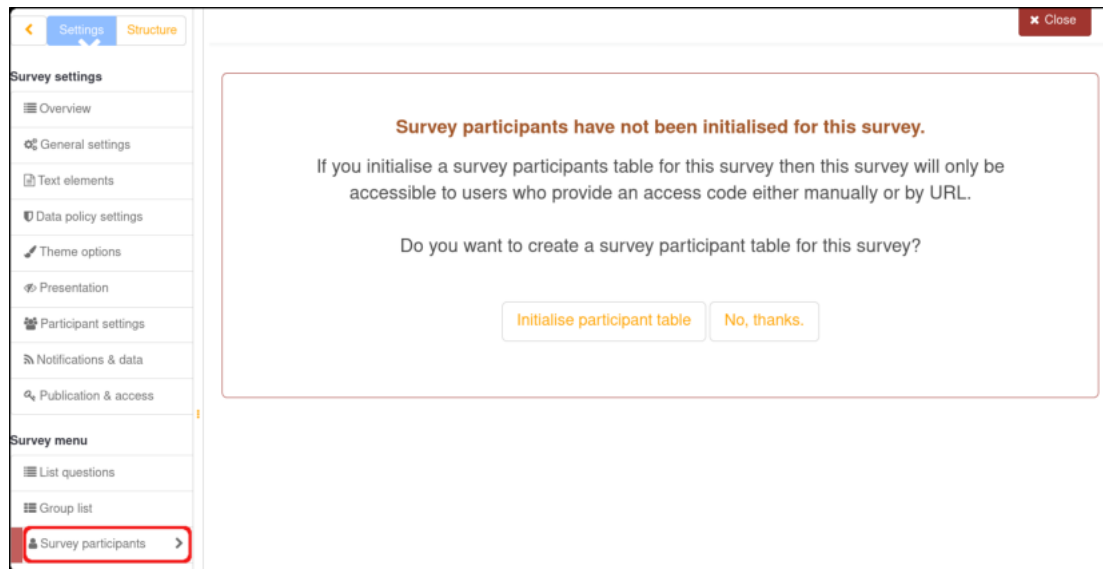 Settings
Structure
Close
Survey settings
Overview
General settings
Text elements
Data policy settings
Theme options
Presentation
Participant settings
Notifications & data
Publication & access
Survey menu
List questions
Group list
Survey participants
Survey participants have not been initialised for this survey.
If you initialise a survey participants table for this survey then this survey will only be
accessible to users who provide an access code either manually or by URL.
Do you want to create a survey participant table for this survey?
Initialise participant table
No, thanks.